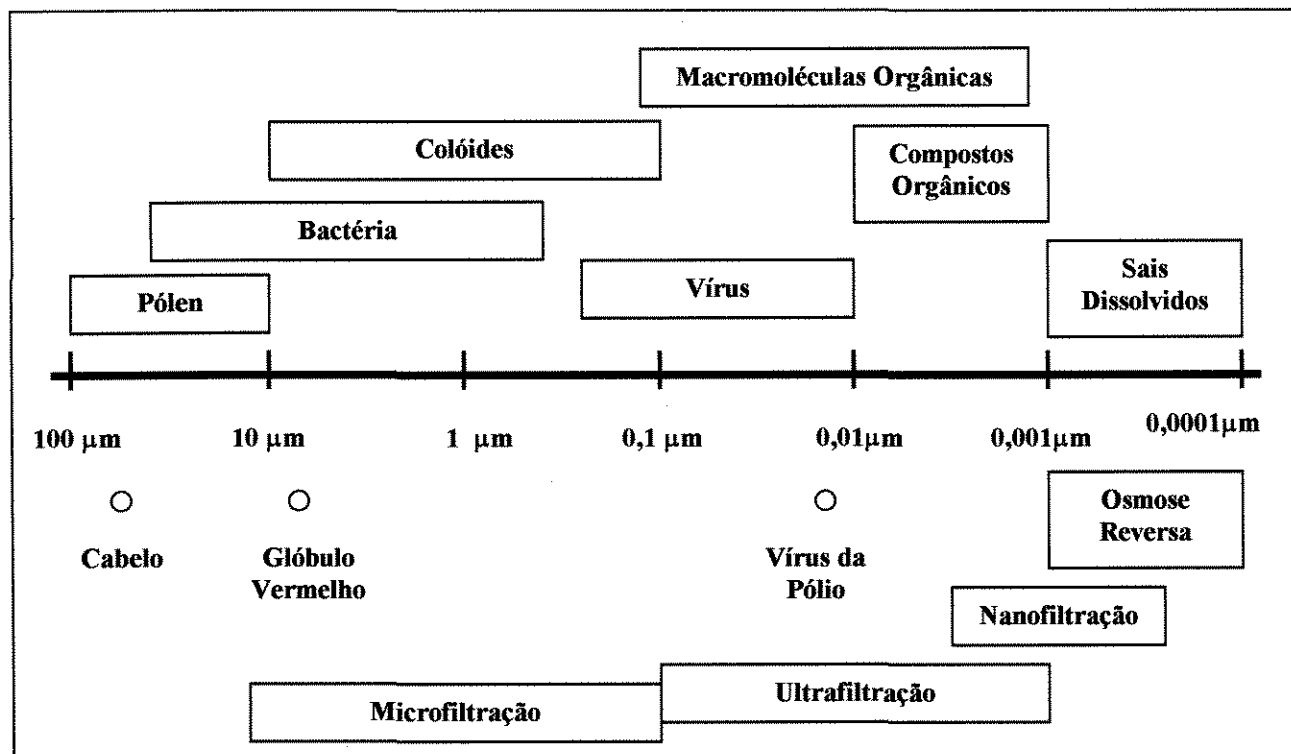 Macromoléculas Orgânicas
Colóides
Compostos
Orgânicos
Bactéria
Pólen
Vírus
Sais
Dissolvidos
100 µm
10 µm
1 µm
0,1 µm
0,01µm
0,001µm
0,0001µm
Cabelo
Glóbulo
Vermelho
Vírus da
Pólio
Osmose
Reversa
Nanofiltração
Microfiltração
Ultrafiltração